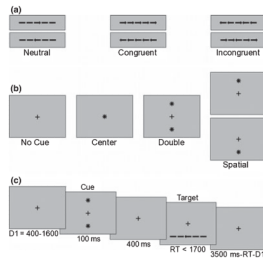 (a)
Neutral Congruent Incongruent
(b)
No Cue Center Double
Spatial
(c)
Cue
Target
D1 = 400-1600
100 ms
400 ms
RT < 1700
3500 ms-RT-D1